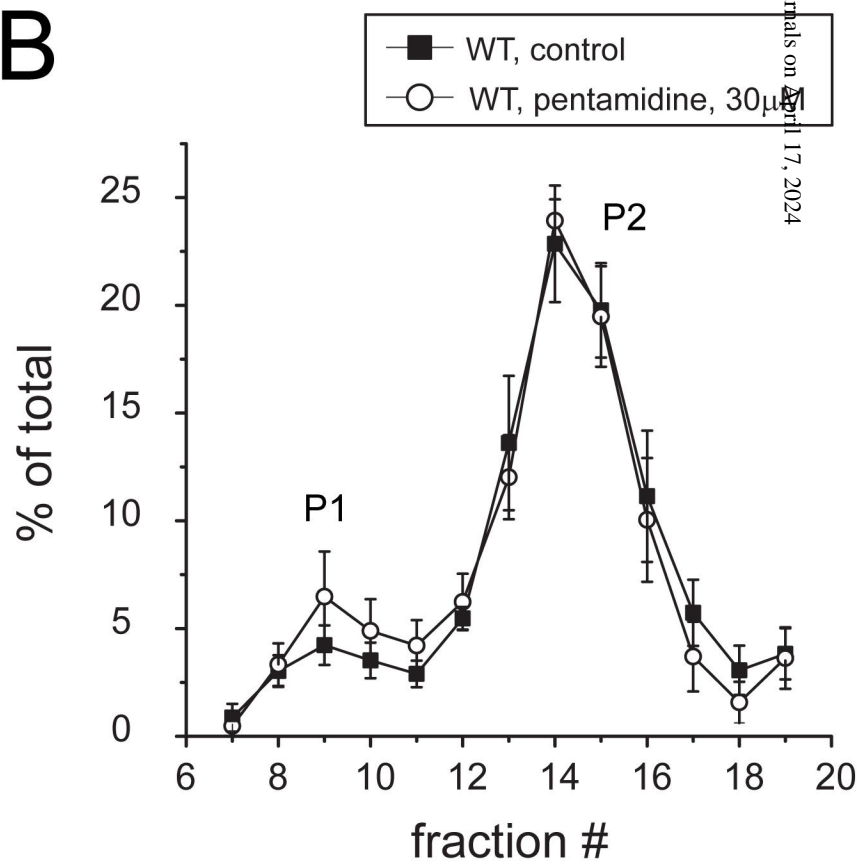 B
WT, control
WT, pentamidine, 30μM
rnals on April 17, 2024
25
20
15
10
5
0
% of total
P1
P2
6 8 10 12 14 16 18 20
fraction #